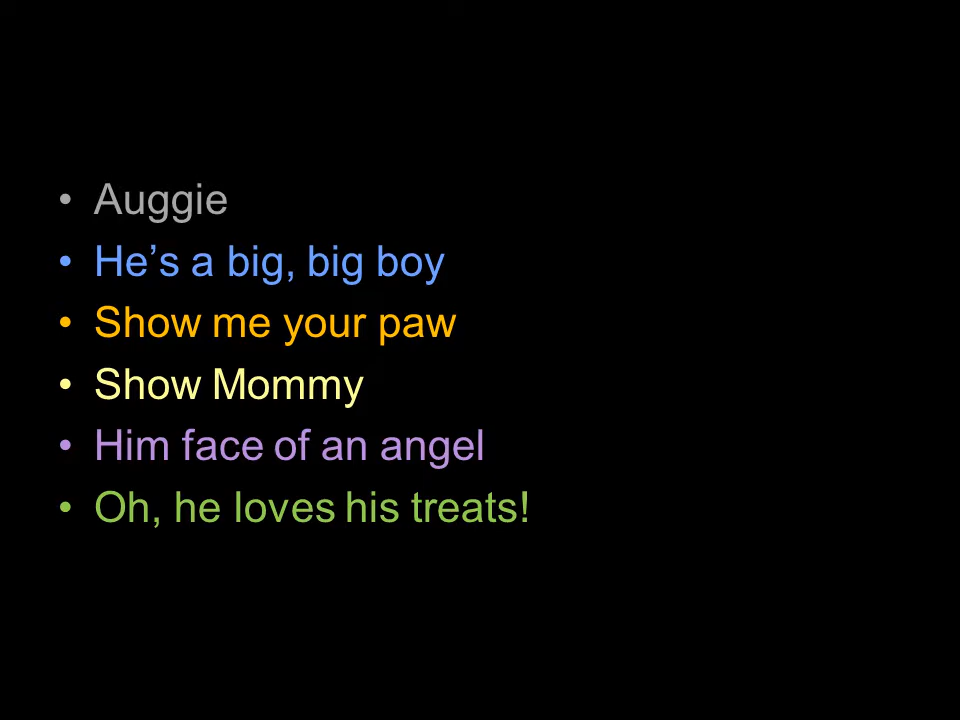 • Auggie
• He’s a big, big boy
• Show me your paw
• Show Mommy
• Him face of an angel
• Oh, he loves his treats!